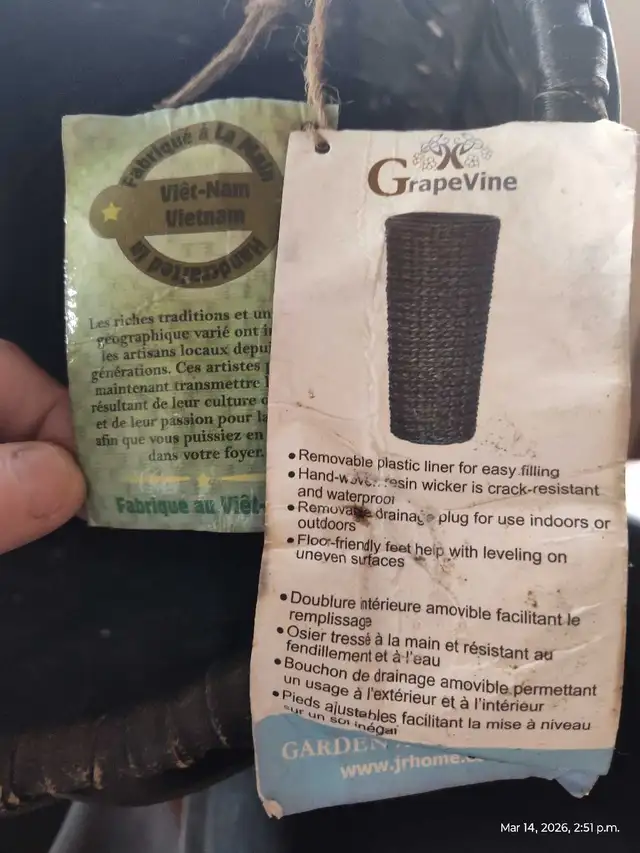 Fabriqué à La Main
Viêt-Nam
Vietnam
Handcrafted in
Les riches traditions et un
géographique varié ont
les artisans locaux
générations. Ces artistes
maintenant transmettre
résultant de leur culture
et de leur passion pour la
afin que vous puissiez en
dans votre foyer.
Fabriqué au Viêt-
GrapeVine
• Removable plastic liner for easy filling
• Hand-woven resin wicker is crack-resistant
and waterproof
• Removable drainage plug for use indoors or
outdoors
• Floor-friendly feet help with leveling on
uneven surfaces
• Doublure intérieure amovible facilitant le
remplissage
• Osier tressé à la main et résistant au
fendillement et à l'eau
• Bouchon de drainage amovible permettant
un usage à l'extérieur et à l'intérieur
• Pieds ajustables facilitant la mise à niveau
sur un sol inégal
GARDEN
www.jrhome.c
Mar 14, 2026, 2:51 p.m.